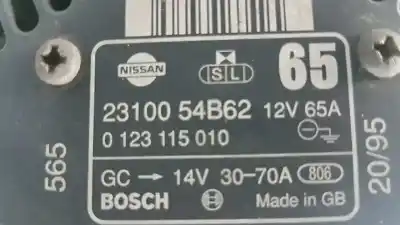 NISSAN
S L
65
23100 54B62 12V 65A
0 123 115 010
565
20/95
GC → 14V 30-70A 806
BOSCH Made in GB